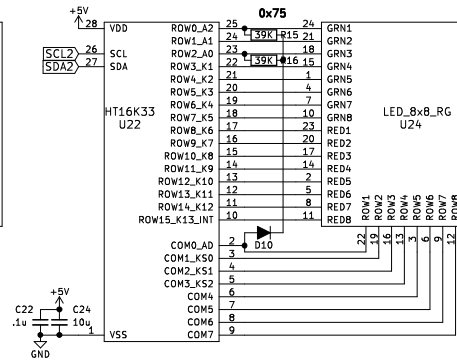 +5V 0x75
28 VDD ROW0_A2 25 24 GRN1
ROW1_A1 24 39K R15 21 GRN2
SCL2 26 SCL ROW2_A0 23 18 GRN3
SDA2 27 SDA ROW3_K1 22 39K R16 15 GRN4
ROW4_K2 21 1 GRN5
ROW5_K3 20 4 GRN6
ROW6_K4 19 7 GRN7
HT16K33 ROW7_K5 18 10 GRN8 LED_8x8_RG
U22 ROW8_K6 17 23 RED1 U24
ROW9_K7 16 20 RED2
ROW10_K8 15 17 RED3
ROW11_K9 14 14 RED4
ROW12_K10 13 2 RED5
ROW13_K11 12 5 RED6
ROW14_K12 11 8 RED7
ROW15_K13_INT 10 11 RED8
ROW1 ROW2 ROW3 ROW4 ROW5 ROW6 ROW7 ROW8
22 19 16 13 3 6 9 12
COM0_AD 2 D10
COM1_KS0 3
COM2_KS1 4
COM3_KS2 5
+5V COM4 6
C22 C24 COM5 7
.1u 10u COM6 8
1 VSS COM7 9
GND